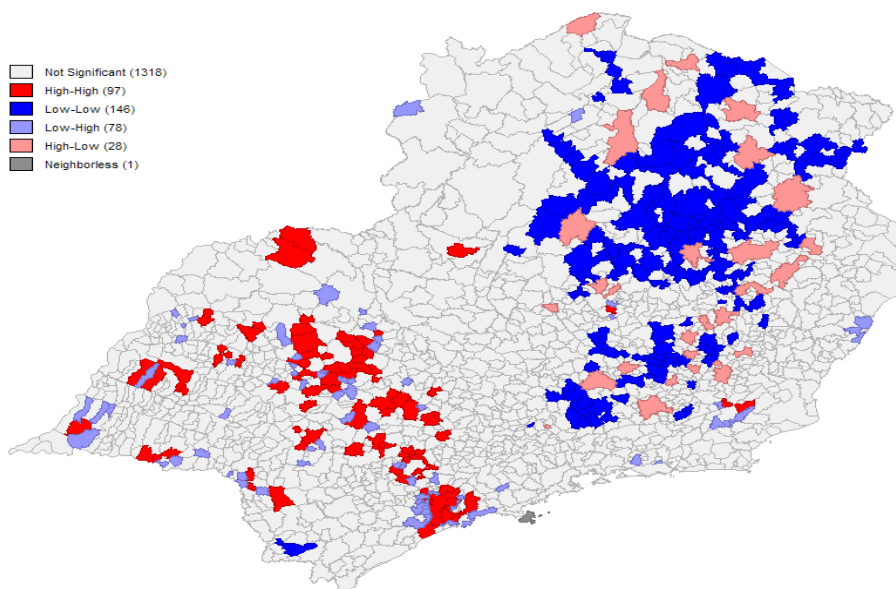 Not Significant (1318)
High-High (97)
Low-Low (146)
Low-High (78)
High-Low (28)
Neighborless (1)